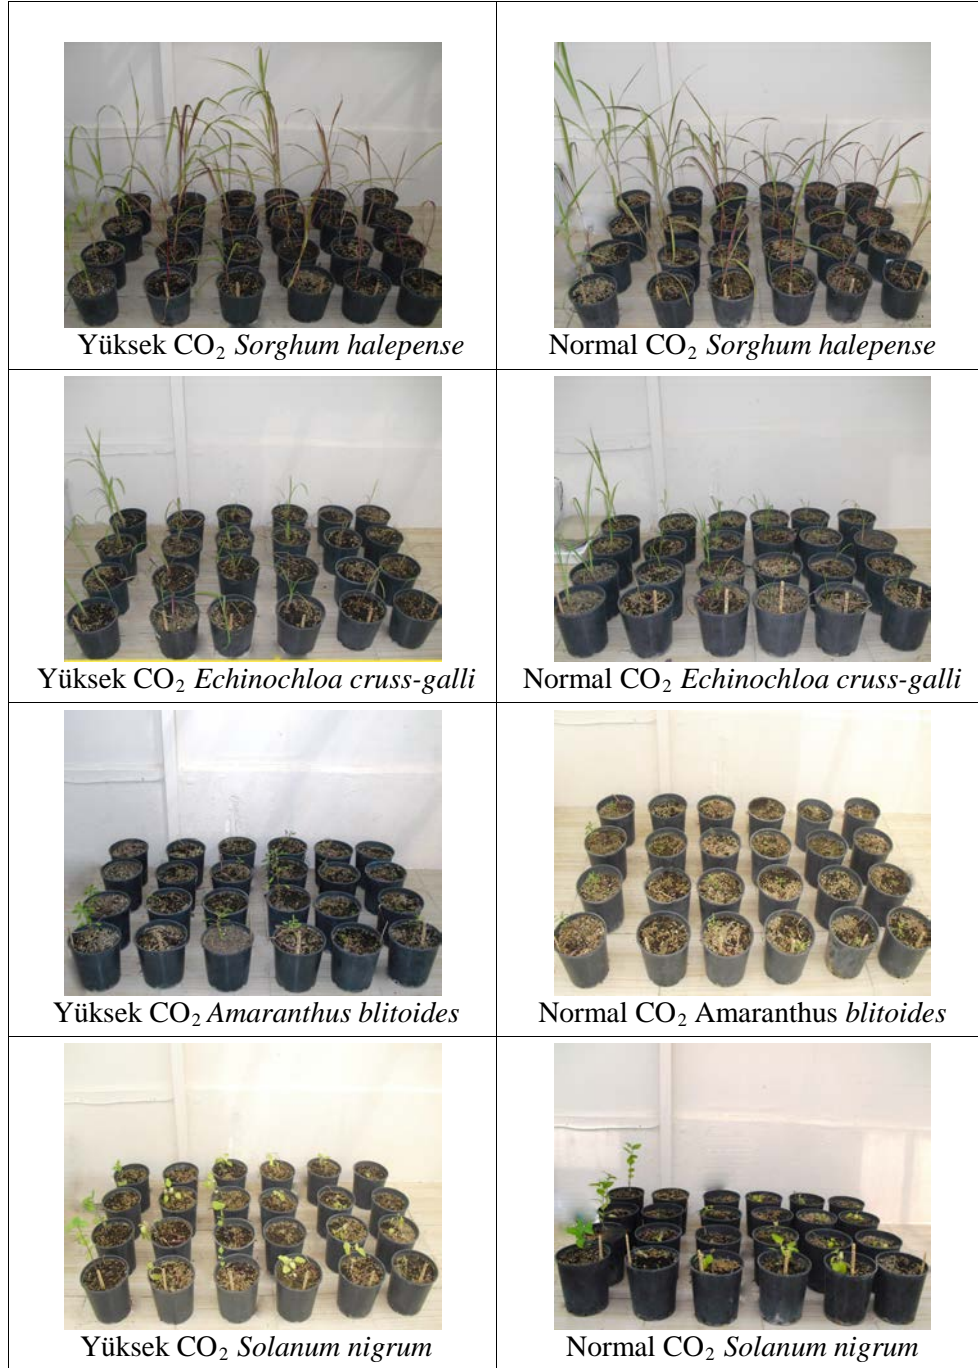 Yüksek CO₂ Sorghum halepense
Normal CO₂ Sorghum halepense
Yüksek CO₂ Echinochloa cruss-galli
Normal CO₂ Echinochloa cruss-galli
Yüksek CO₂ Amaranthus blitoides
Normal CO₂ Amaranthus blitoides
Yüksek CO₂ Solanum nigrum
Normal CO₂ Solanum nigrum